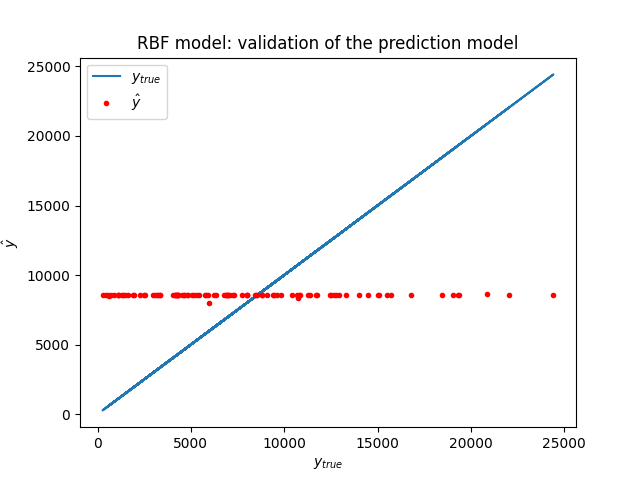 RBF model: validation of the prediction model
25000
20000
15000
10000
5000
0
ŷ
y_true
ŷ
0 5000 10000 15000 20000 25000
y_true